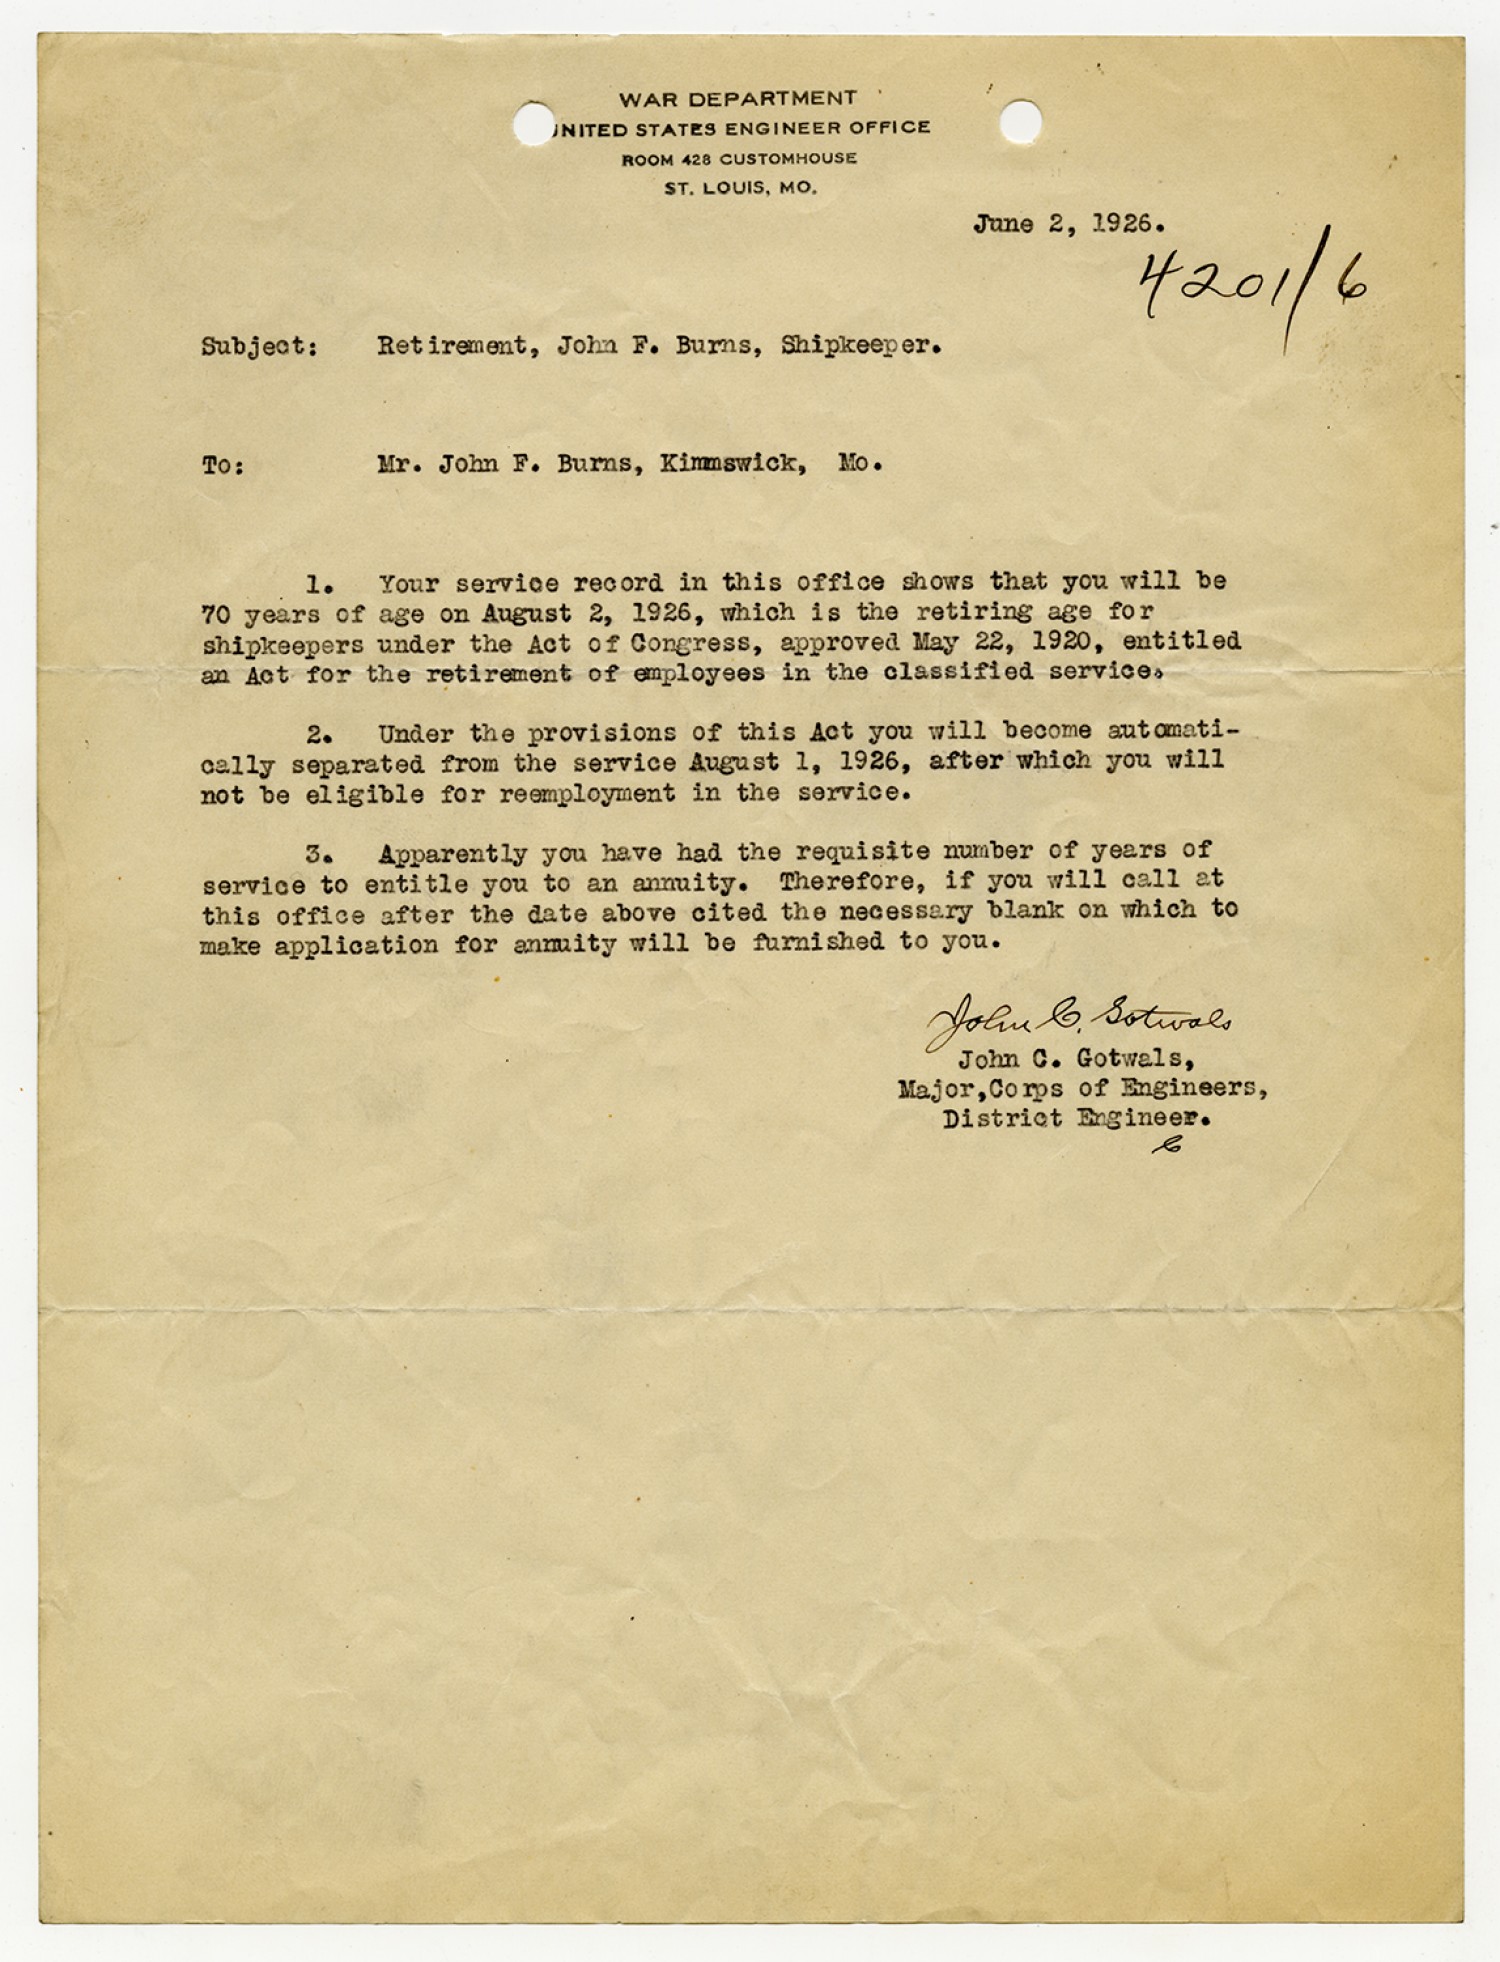 WAR DEPARTMENT
UNITED STATES ENGINEER OFFICE
ROOM 428 CUSTOMHOUSE
ST. LOUIS, MO.
June 2, 1926.
4201/6
Subject: Retirement, John F. Burns, Shipkeeper.
To: Mr. John F. Burns, Kimmswick, Mo.
1. Your service record in this office shows that you will be
70 years of age on August 2, 1926, which is the retiring age for
shipkeepers under the Act of Congress, approved May 22, 1920, entitled
an Act for the retirement of employees in the classified service.
2. Under the provisions of this Act you will become automati-
cally separated from the service August 1, 1926, after which you will
not be eligible for reemployment in the service.
3. Apparently you have had the requisite number of years of
service to entitle you to an annuity. Therefore, if you will call at
this office after the date above cited the necessary blank on which to
make application for annuity will be furnished to you.
John C. Gotwals
John C. Gotwals,
Major,Corps of Engineers,
District Engineer.